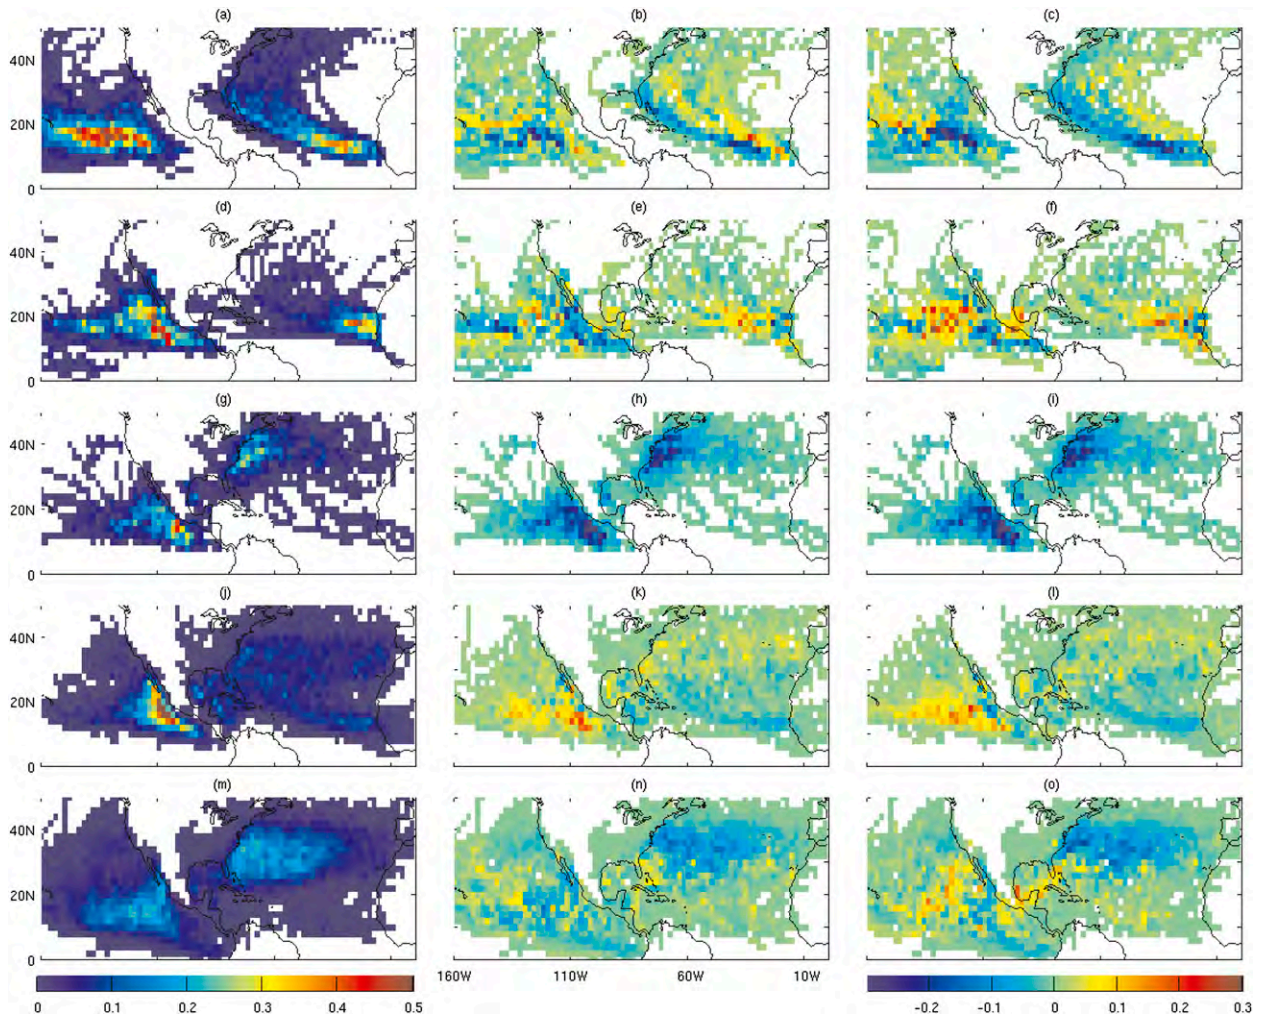 (a) (b) (c)
40N
20N
0
(d) (e) (f)
40N
20N
0
(g) (h) (i)
40N
20N
0
(j) (k) (l)
40N
20N
0
(m) (n) (o)
40N
20N
0
160W 110W 60W 10W
0 0.1 0.2 0.3 0.4 0.5 -0.2 -0.1 0 0.1 0.2 0.3